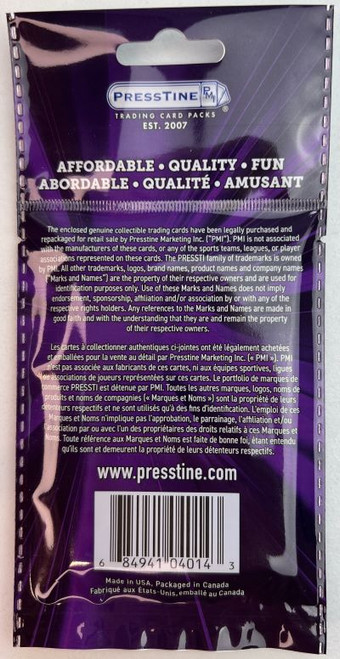 PRESSTINE PMI
TRADING CARD PACKS
EST. 2007
AFFORDABLE • QUALITY • FUN
ABORDABLE • QUALITÉ • AMUSANT
The enclosed genuine collectible trading cards have been legally purchased and
repackaged for retail sale by Presstine Marketing Inc. ("PMI"). PMI is not associated
with the manufacturers of these cards, or any of the sports teams, leagues, or player
associations represented on these cards. The PRESSTI family of trademarks is owned
by PMI. All other trademarks, logos, brand names, product names and company names
("Marks and Names") are the property of their respective owners and are used for
identification purposes only. Use of these Marks and Names does not imply
endorsement, sponsorship, affiliation and/or association by or with any of the
respective rights holders. Any references to the Marks and Names are made in
good faith and with the understanding that they are and remain the property
of their respective owners.
Les cartes à collectionner authentiques ci-jointes ont été légalement achetées
et emballées pour la vente au détail par Presstine Marketing Inc. (« PMI »). PMI
n'est pas associée aux fabricants de ces cartes, ni aux équipes sportives, ligues
ou associations de joueurs représentées sur ces cartes. Le portfolio de marques de
commerce PRESSTI est détenue par PMI. Toutes les autres marques, logos, noms de
produits et noms de compagnies (« Marques et Noms ») sont la propriété de leurs
détenteurs respectifs et ne sont utilisés qu'à des fins d'identification. L'emploi de ces
Marques et Noms n'implique pas l'approbation, le parrainage, l'affiliation et/ou
l'association par ou avec l'un des propriétaires des droits relatifs à ces Marques et
Noms. Toute référence aux Marques et Noms est faite de bonne foi, étant entendu
qu'ils sont et demeurent la propriété de leurs détenteurs respectifs.
www.presstine.com
6 84941 04014 3
Made in USA, Packaged in Canada
Fabriqué aux États-Unis, emballé au Canada